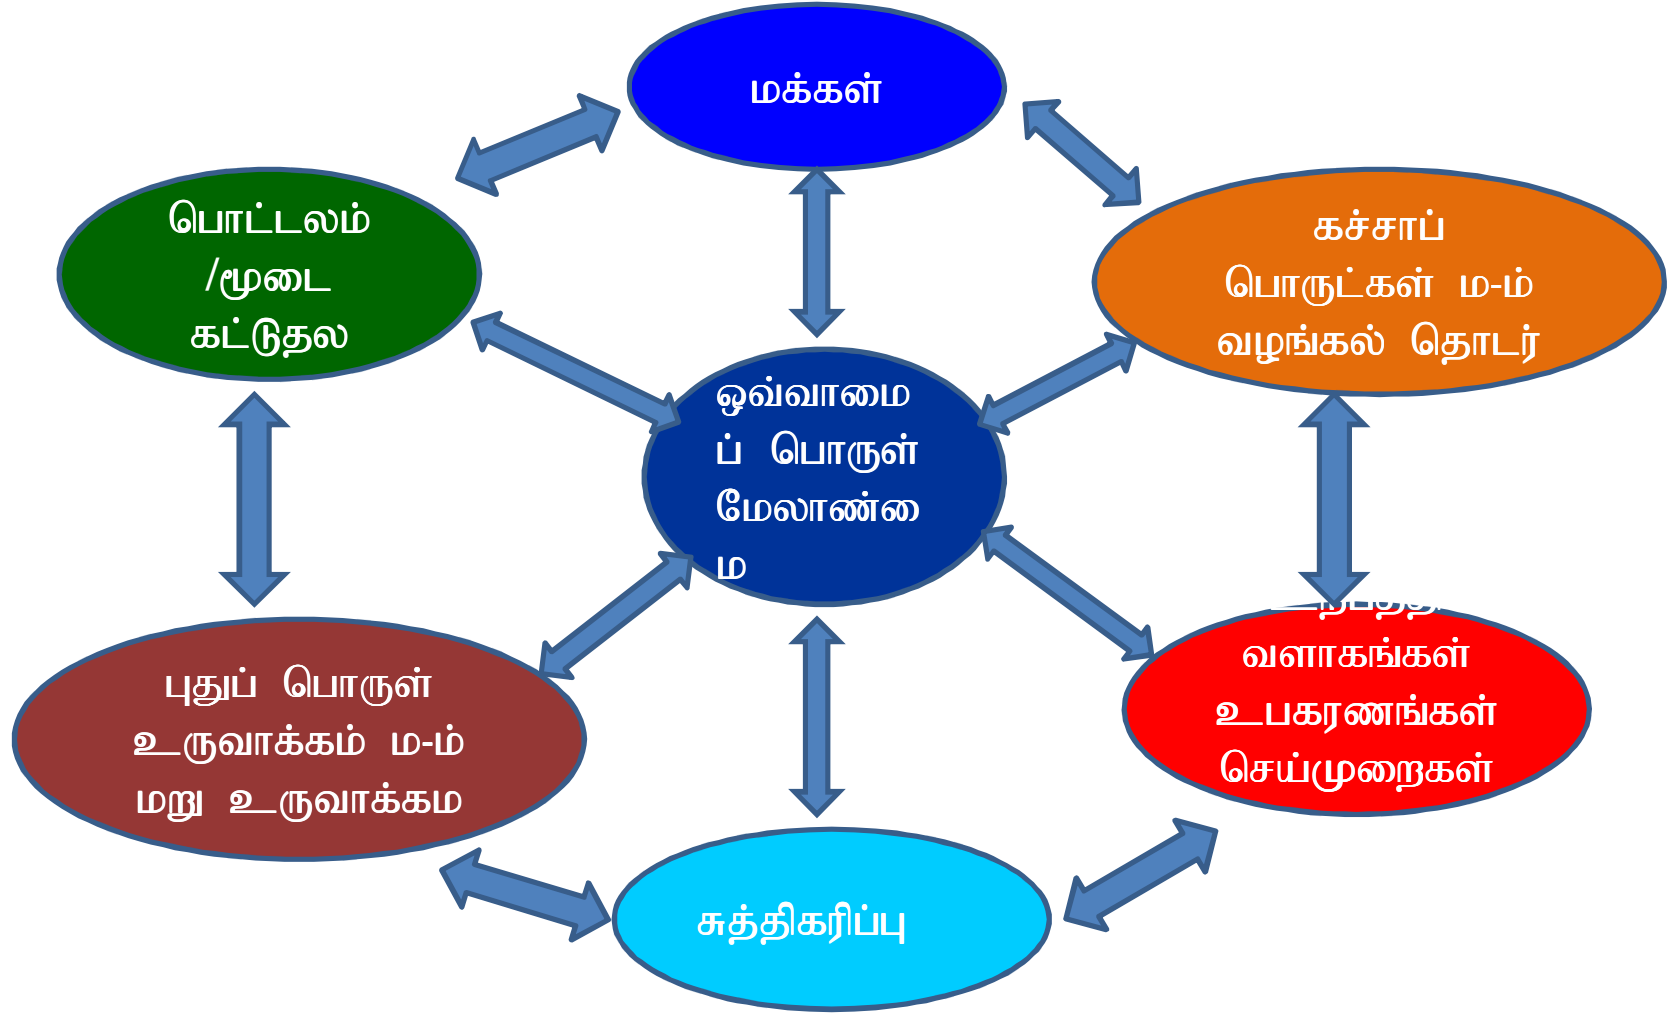 மக்கள்
பொட்டலம்
/மூடை
கட்டுதல
கச்சாப்
பொருட்கள் ம-ம்
வழங்கல் தொடர்
ஒவ்வாமை
ப் பொருள்
மேலாண்மை
ம
வளாகங்கள்
உபகரணங்கள்
செய்முறைகள்
புதுப் பொருள்
உருவாக்கம் ம-ம்
மறு உருவாக்கம
சுத்திகரிப்பு